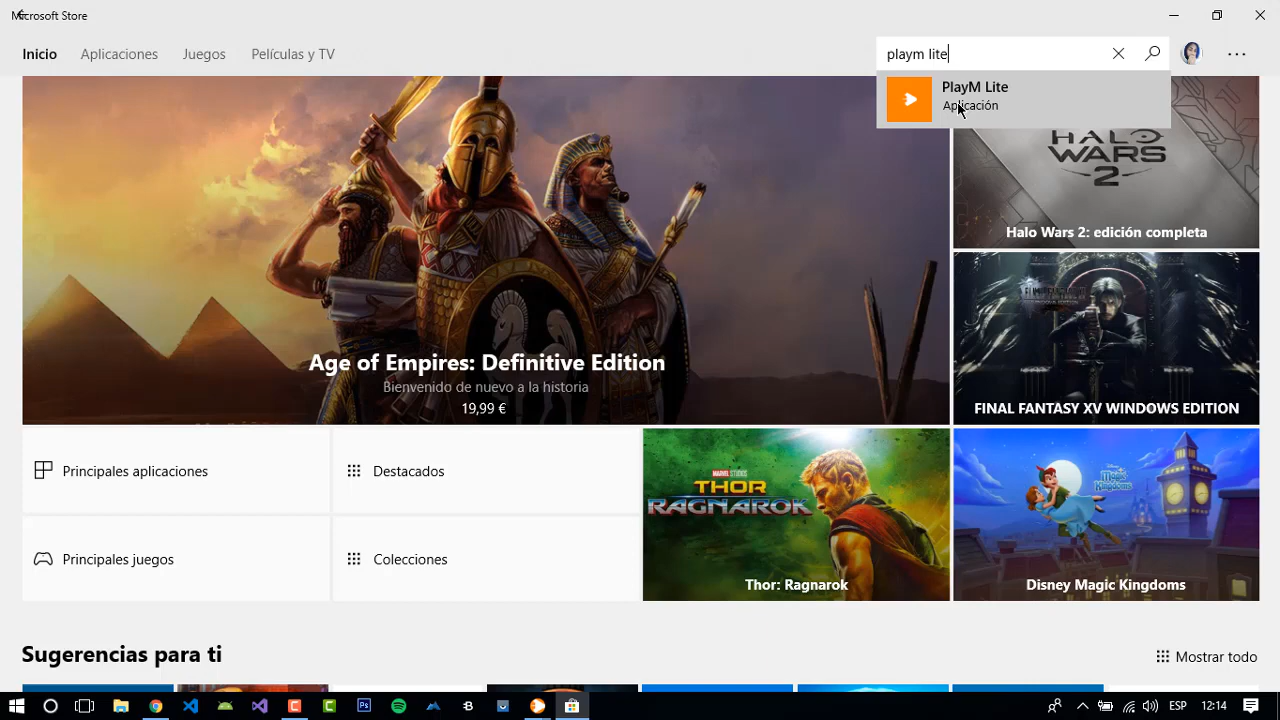 Microsoft Store
Inicio
Aplicaciones
Juegos
Películas y TV
playm lite
PlayM Lite
Aplicación
HALO WARS 2
Halo Wars 2: edición completa
Age of Empires: Definitive Edition
Bienvenido de nuevo a la historia
19,99 €
FINAL FANTASY XV WINDOWS EDITION
Principales aplicaciones
Destacados
Principales juegos
Colecciones
MARVEL STUDIOS
THOR
RAGNAROK
Thor: Ragnarok
Disney
Magic
Kingdoms
Disney Magic Kingdoms
Sugerencias para ti
Mostrar todo
ESP
12:14